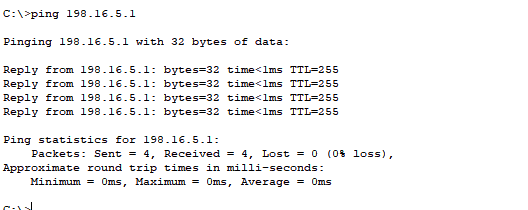 C:\>ping 198.16.5.1
Pinging 198.16.5.1 with 32 bytes of data:
Reply from 198.16.5.1: bytes=32 time<1ms TTL=255
Reply from 198.16.5.1: bytes=32 time<1ms TTL=255
Reply from 198.16.5.1: bytes=32 time<1ms TTL=255
Reply from 198.16.5.1: bytes=32 time<1ms TTL=255
Ping statistics for 198.16.5.1:
Packets: Sent = 4, Received = 4, Lost = 0 (0% loss),
Approximate round trip times in milli-seconds:
Minimum = 0ms, Maximum = 0ms, Average = 0ms
C:\>